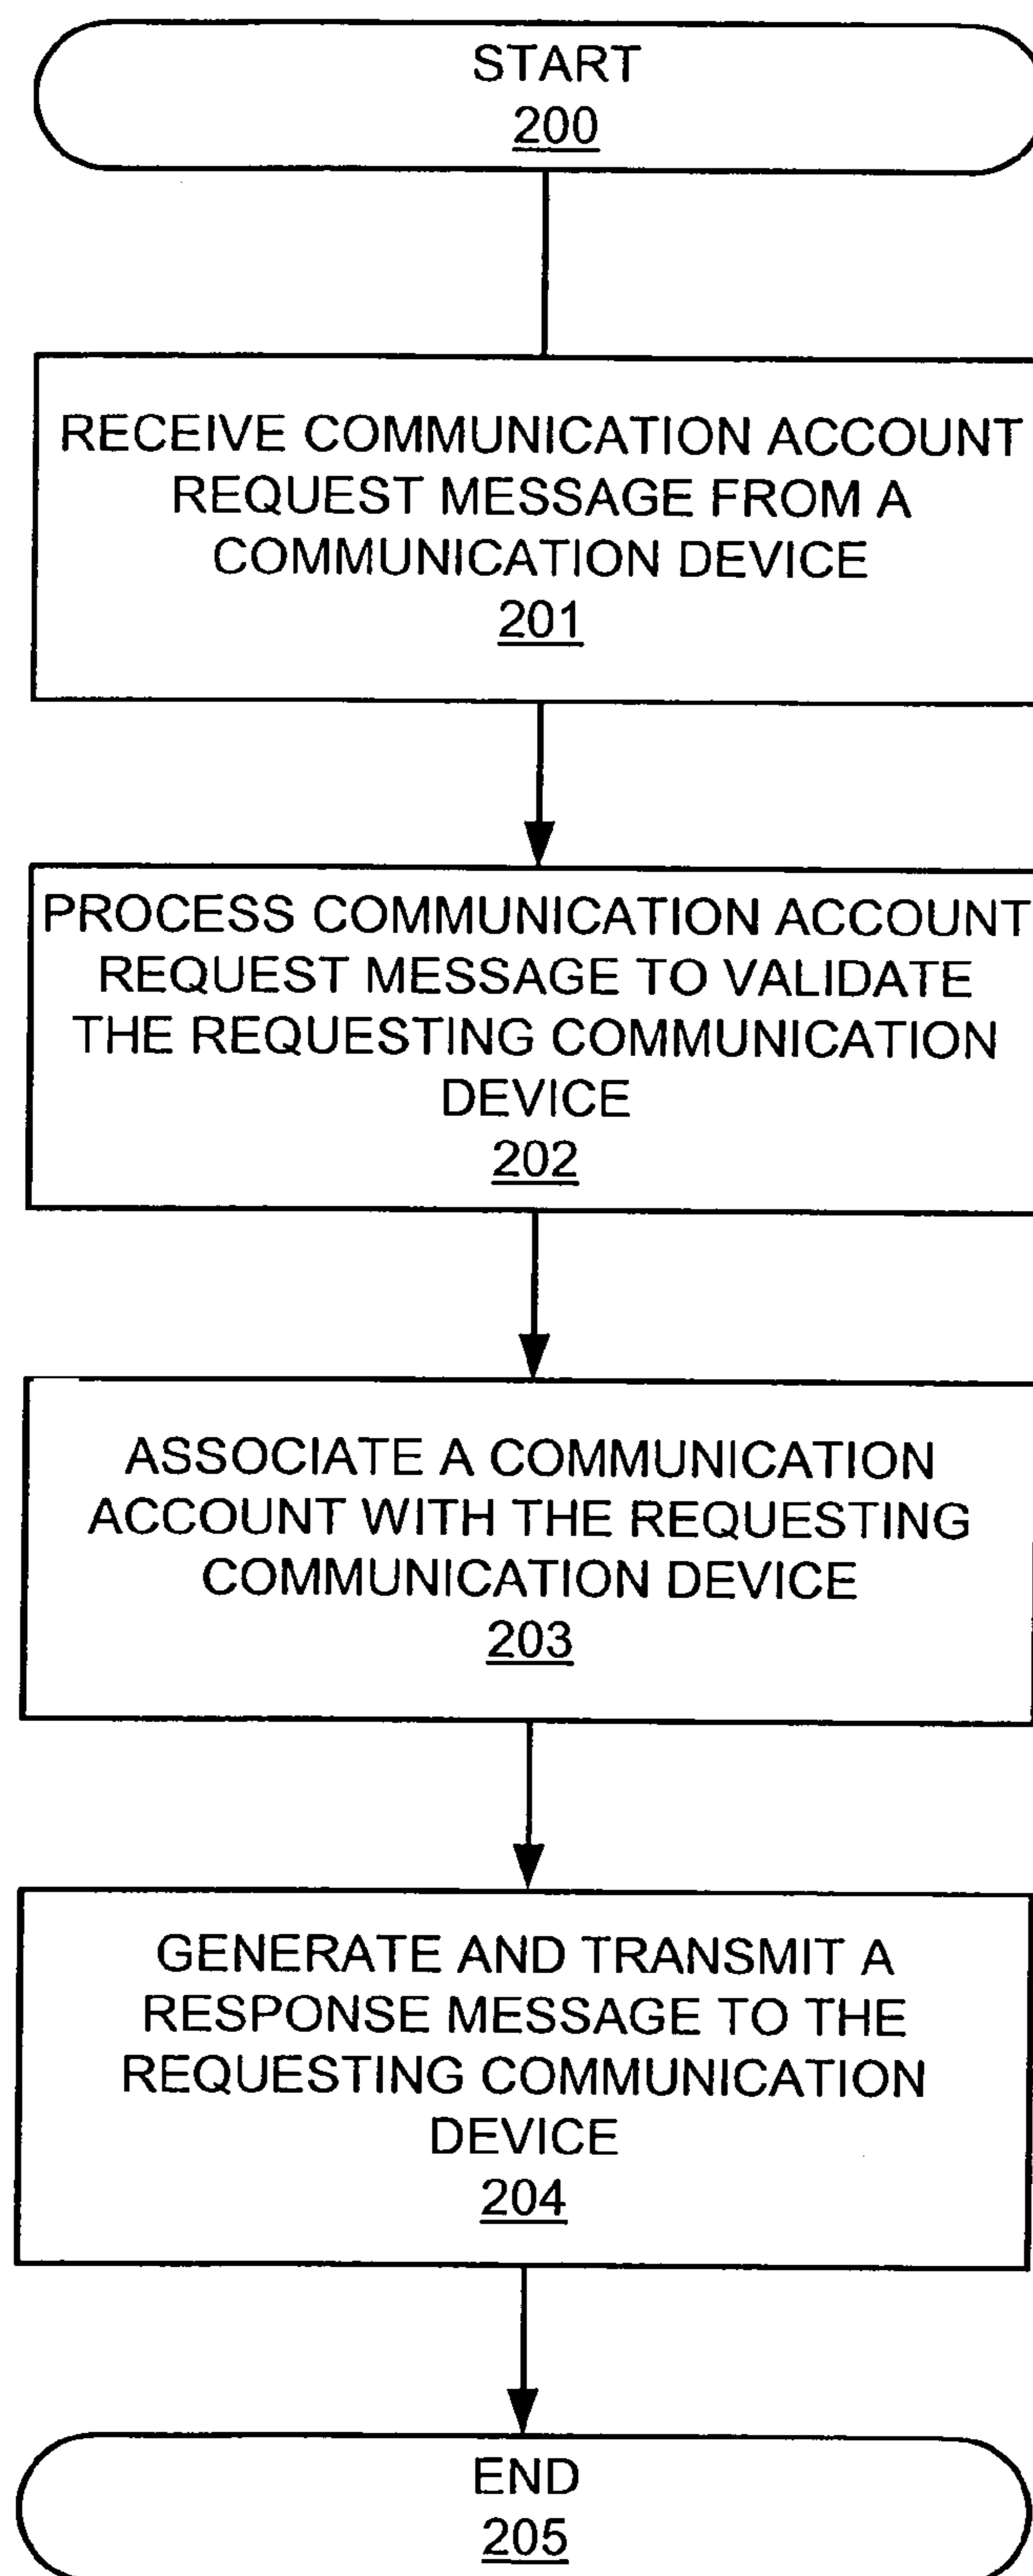 START
200
RECEIVE COMMUNICATION ACCOUNT
REQUEST MESSAGE FROM A
COMMUNICATION DEVICE
201
PROCESS COMMUNICATION ACCOUNT
REQUEST MESSAGE TO VALIDATE
THE REQUESTING COMMUNICATION
DEVICE
202
ASSOCIATE A COMMUNICATION
ACCOUNT WITH THE REQUESTING
COMMUNICATION DEVICE
203
GENERATE AND TRANSMIT A
RESPONSE MESSAGE TO THE
REQUESTING COMMUNICATION
DEVICE
204
END
205